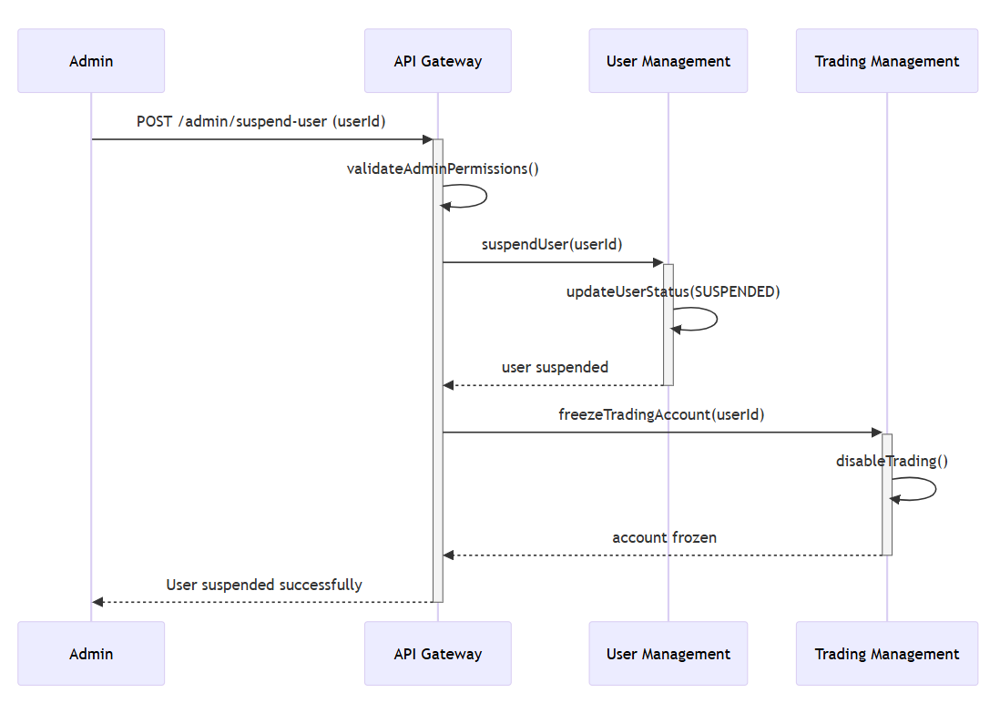 Admin
API Gateway
User Management
Trading Management
POST /admin/suspend-user (userId)
validateAdminPermissions()
suspendUser(userId)
updateUserStatus(SUSPENDED)
user suspended
freezeTradingAccount(userId)
disableTrading()
account frozen
User suspended successfully
Admin
API Gateway
User Management
Trading Management